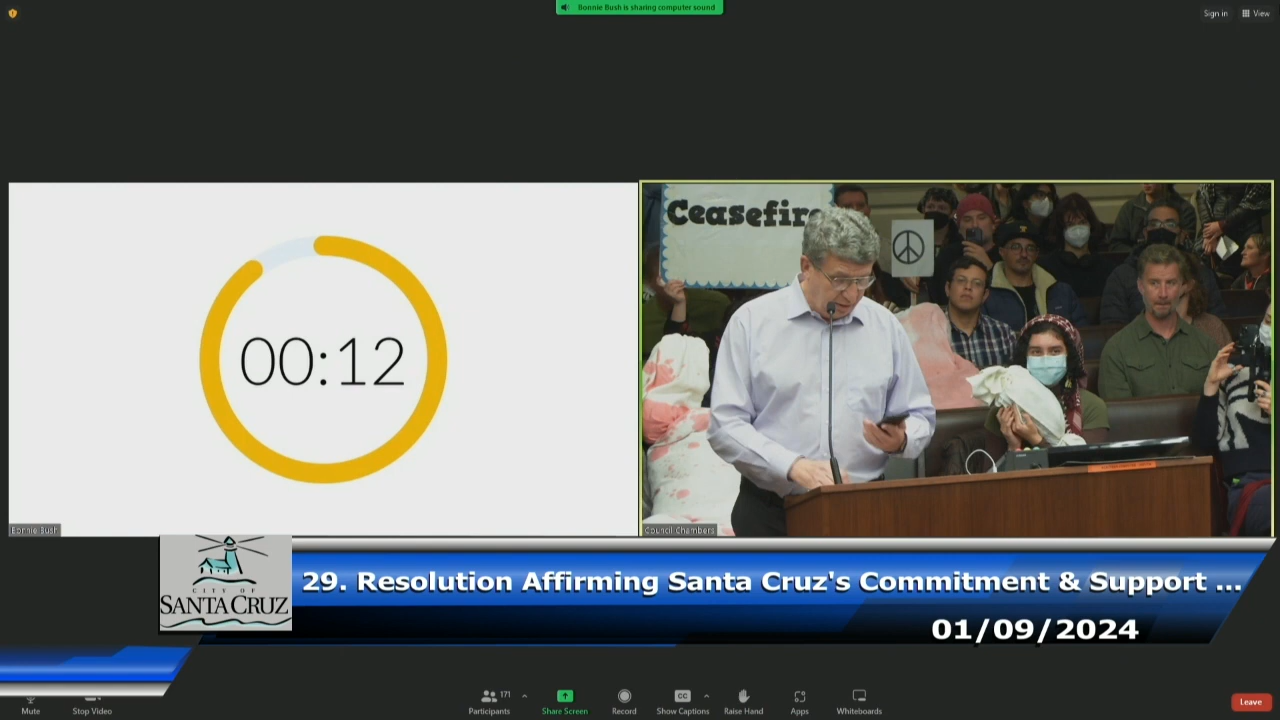 Bonnie Bush is sharing computer sound
Sign in
View
00:12
Ceasefire
Bonnie Bush
Council Chambers
CITY OF
SANTA CRUZ
29. Resolution Affirming Santa Cruz's Commitment & Support ...
01/09/2024
Mute
Stop Video
Participants
171
Share Screen
CC
Show Captions
Record
Raise Hand
Apps
Whiteboards
Leave